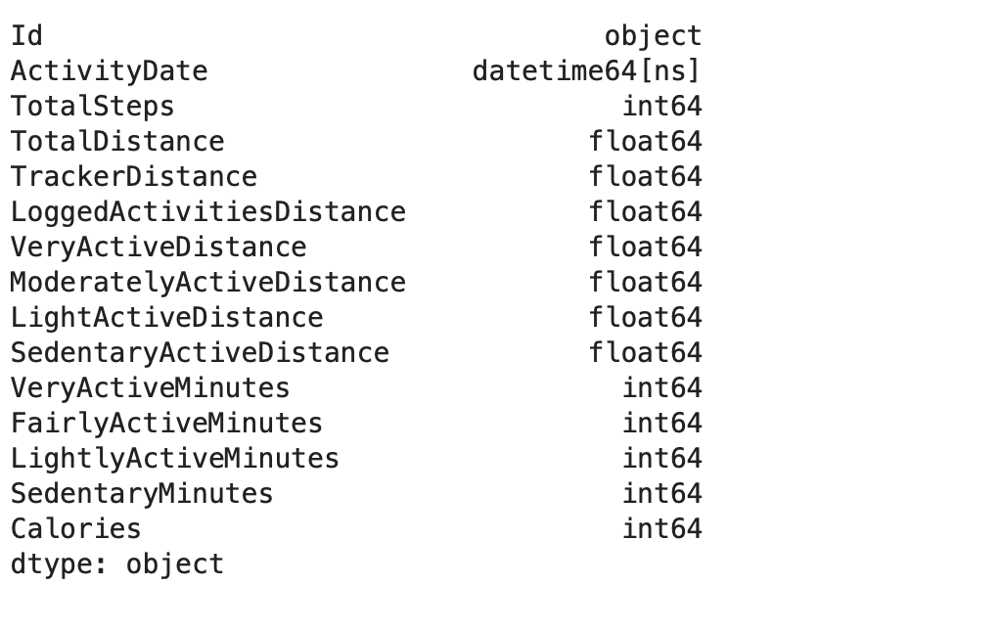 Id object
ActivityDate datetime64[ns]
TotalSteps int64
TotalDistance float64
TrackerDistance float64
LoggedActivitiesDistance float64
VeryActiveDistance float64
ModeratelyActiveDistance float64
LightActiveDistance float64
SedentaryActiveDistance float64
VeryActiveMinutes int64
FairlyActiveMinutes int64
LightlyActiveMinutes int64
SedentaryMinutes int64
Calories int64
dtype: object